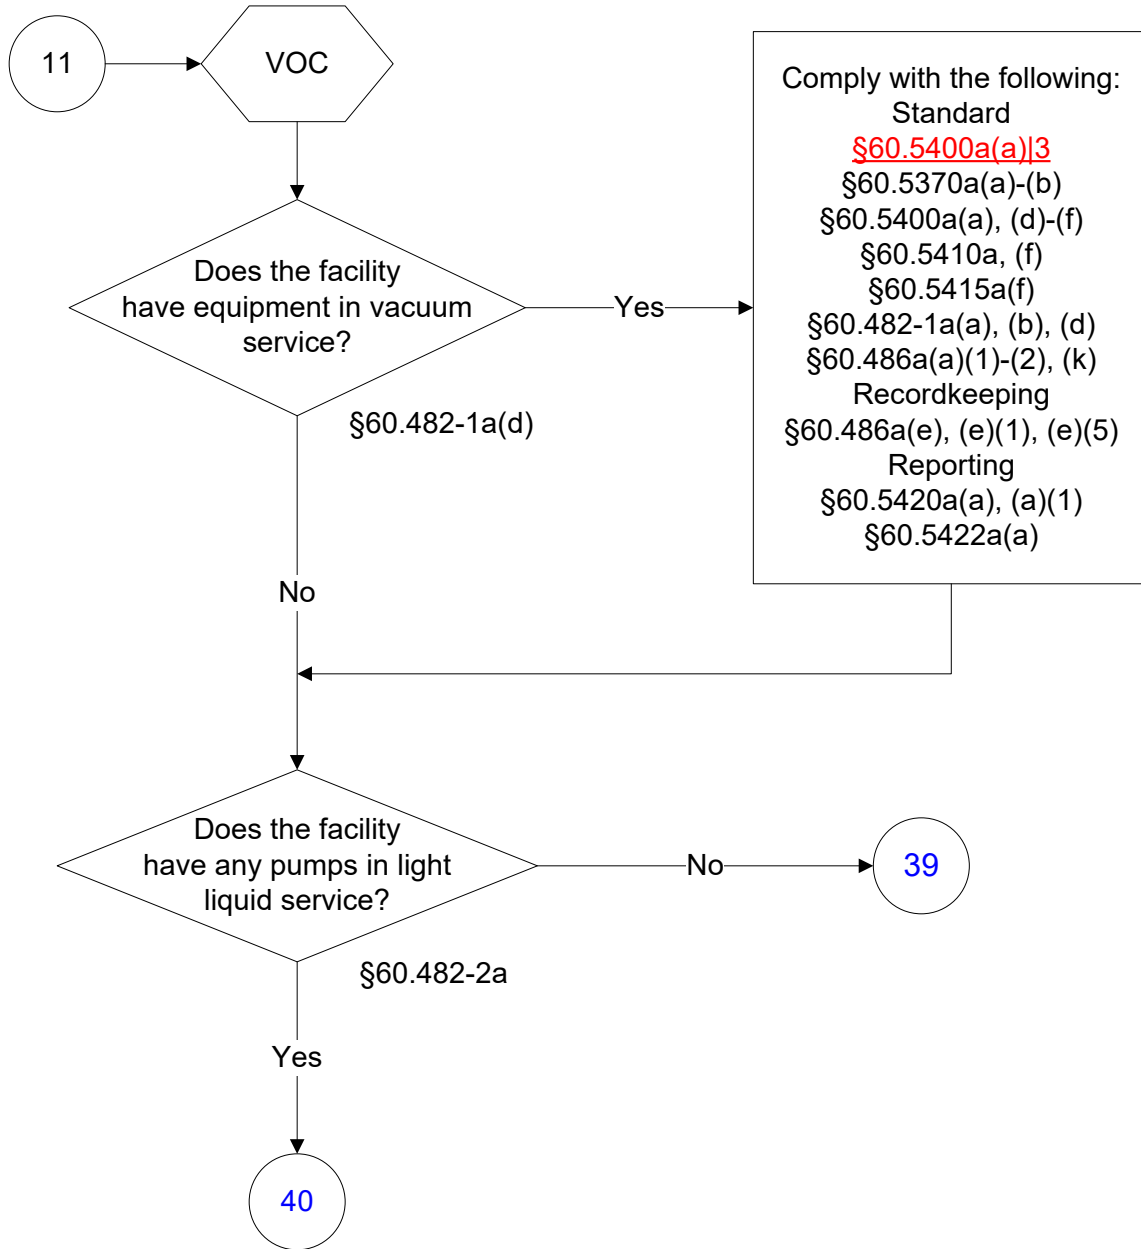 11
VOC
Comply with the following:
Standard
§60.5400a(a)|3
§60.5370a(a)-(b)
§60.5400a(a), (d)-(f)
§60.5410a, (f)
§60.5415a(f)
§60.482-1a(a), (b), (d)
§60.486a(a)(1)-(2), (k)
Recordkeeping
§60.486a(e), (e)(1), (e)(5)
Reporting
§60.5420a(a), (a)(1)
§60.5422a(a)
Does the facility
have equipment in vacuum
service?
Yes
§60.482-1a(d)
No
Does the facility
have any pumps in light
liquid service?
No
39
§60.482-2a
Yes
40